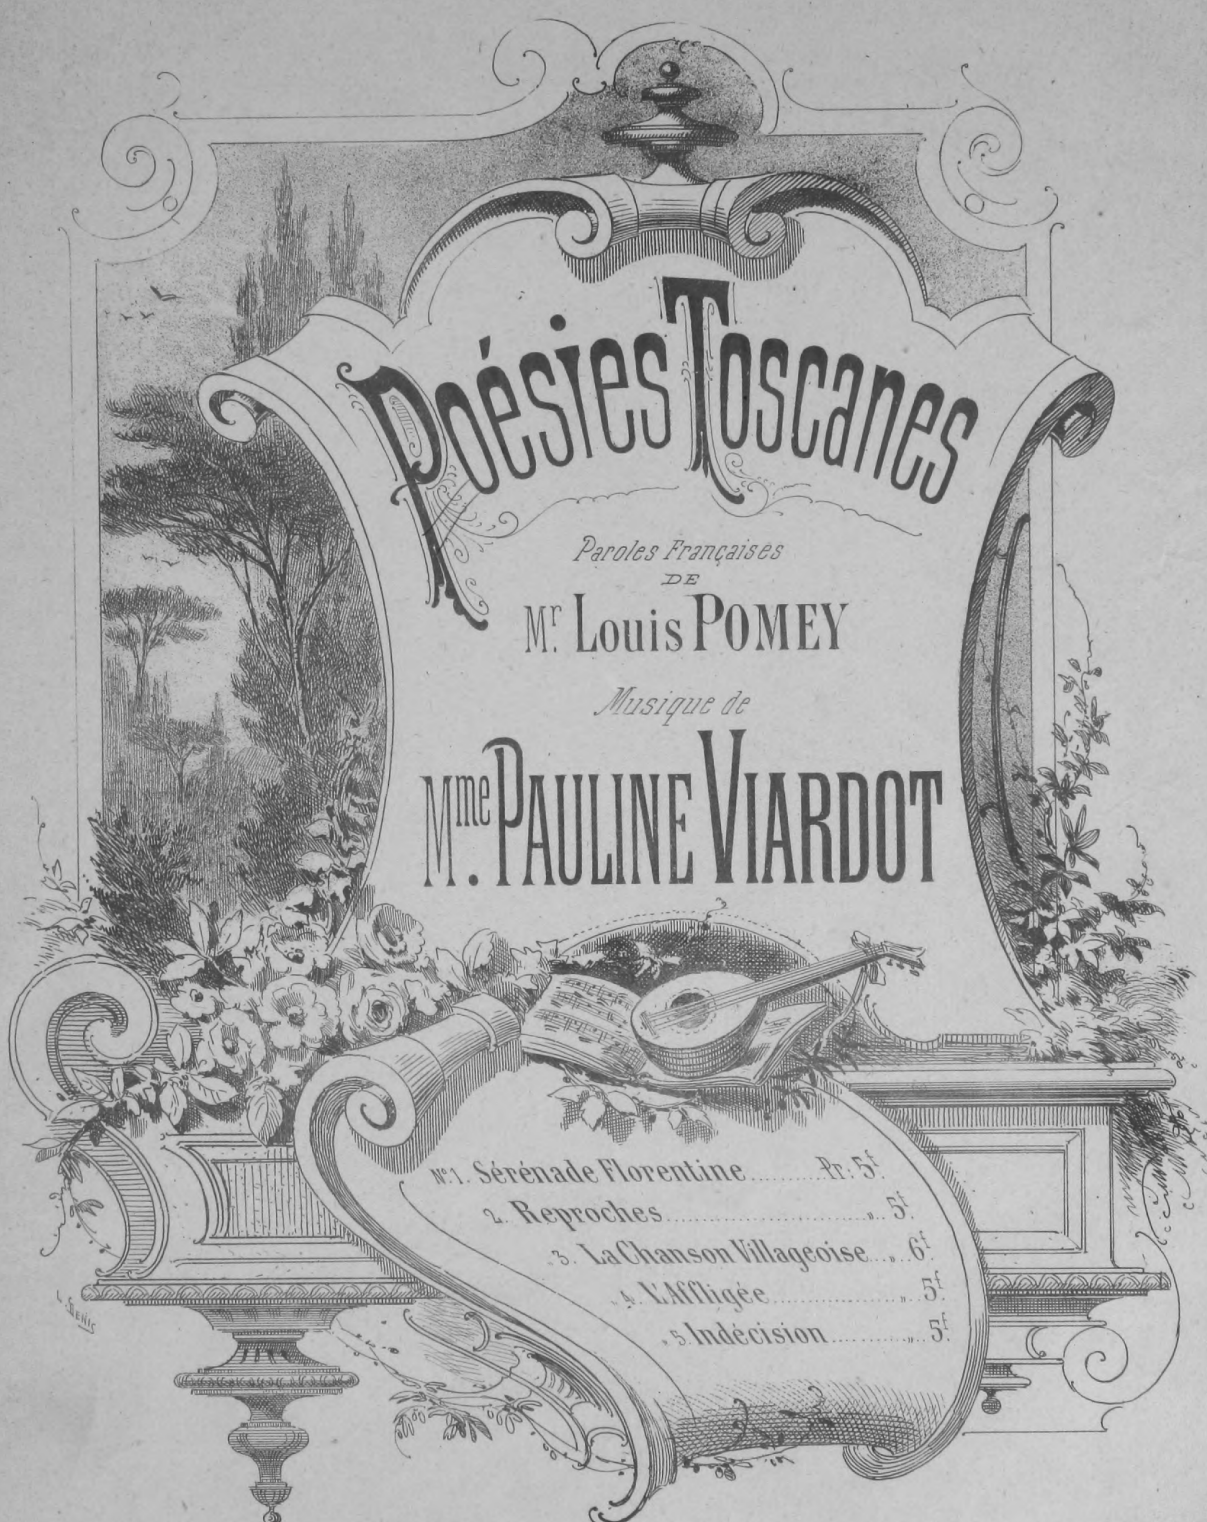 Poésies Toscanes
Paroles Françaises
DE
Mr. Louis POMEY
Musique de
Mme. PAULINE VIARDOT
No. 1. Sérénade Florentine..........Pr: 5f.
2. Reproches.............................." 5f.
3. La Chanson Villageoise..."..6f.
4. L'Affligée................." 5f.
5. Indécision..........." 5f.
L. DENIS